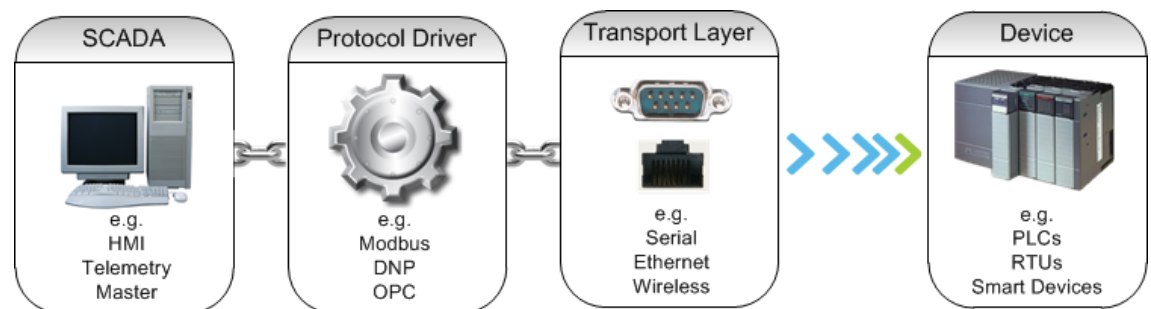 SCADA
e.g.
HMI
Telemetry
Master
Protocol Driver
e.g.
Modbus
DNP
OPC
Transport Layer
e.g.
Serial
Ethernet
Wireless
Device
e.g.
PLCs
RTUs
Smart Devices